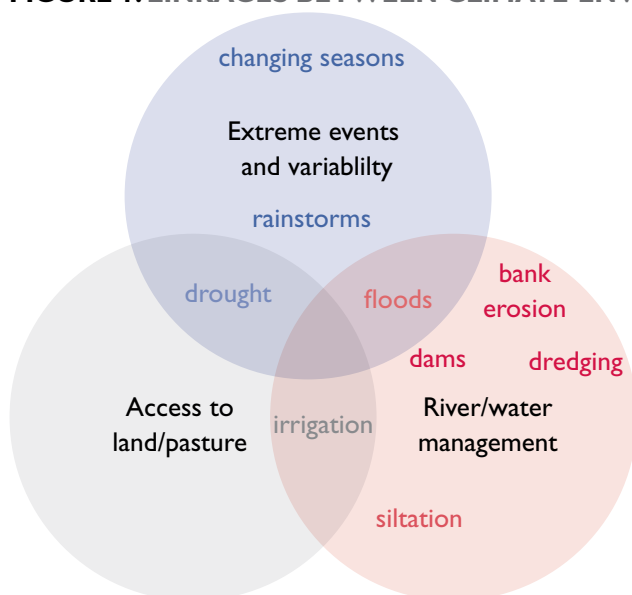 changing seasons
Extreme events
and variablilty
rainstorms
drought
floods
bank
erosion
dams
dredging
Access to
land/pasture
irrigation
River/water
management
siltation